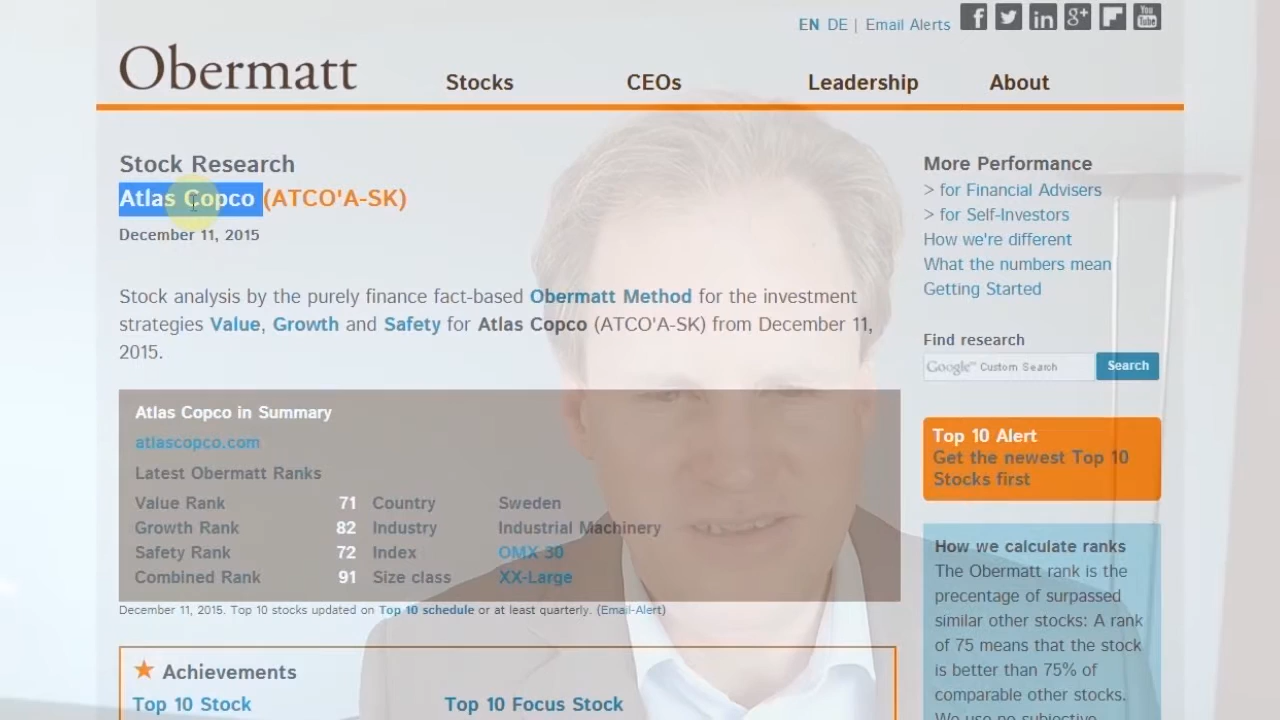 EN DE | Email Alerts
You Tube
Obermatt
Stocks
CEOs
Leadership
About
Stock Research
Atlas Copco (ATCO'A-SK)
December 11, 2015
Stock analysis by the purely finance fact-based Obermatt Method for the investment
strategies Value, Growth and Safety for Atlas Copco (ATCO'A-SK) from December 11,
2015.
Atlas Copco in Summary
atlascopco.com
Latest Obermatt Ranks
Value Rank 71 Country Sweden
Growth Rank 82 Industry Industrial Machinery
Safety Rank 72 Index OMX 30
Combined Rank 91 Size class XX-Large
December 11, 2015. Top 10 stocks updated on Top 10 schedule or at least quarterly. (Email-Alert)
Achievements
Top 10 Stock
Top 10 Focus Stock
More Performance
> for Financial Advisers
> for Self-Investors
How we're different
What the numbers mean
Getting Started
Find research
Google™ Custom Search
Search
Top 10 Alert
Get the newest Top 10
Stocks first
How we calculate ranks
The Obermatt rank is the
precentage of surpassed
similar other stocks: A rank
of 75 means that the stock
is better than 75% of
comparable other stocks.
We use no subjective